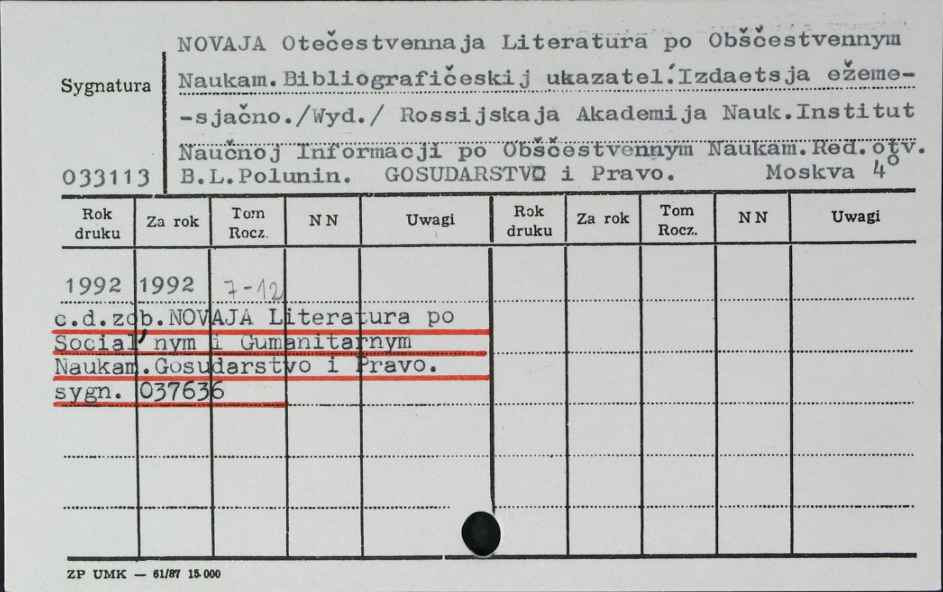 NOVAJA Otečestvennaja Literatura po Obščestvennym
Sygnatura
Naukam.Bibliografičeskij ukazatel'.Izdaetsja ežeme-
-sjačno./Wyd./ Rossijskaja Akademija Nauk.Institut
Naučnoj Informacji po Obščestvennym Naukam.Red.otv.
033113 B.L.Polunin. GOSUDARSTVO i Pravo. Moskva 4°
Rok druku Za rok Tom Rocz. NN Uwagi Rok druku Za rok Tom Rocz. NN Uwagi
1992 1992 7-12
c.d.zob.NOVAJA Literatura po
Social'nym i Gumanitarnym
Naukam.Gosudarstvo i Pravo.
sygn. 037636
ZP UMK — 61/87 15.000